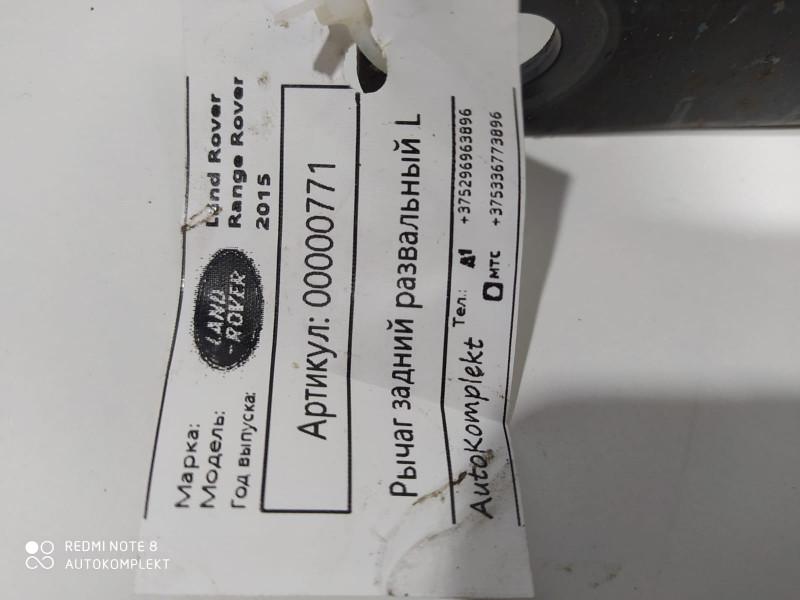 Марка: Land Rover
Модель: Range Rover
Год выпуска: 2015
LAND
-ROVER-
Артикул: 00000771
Рычаг задний развальный L
AutoKomplekt Тел.: A1 +375296963896
МТС +375336773896
REDMI NOTE 8
AUTOKOMPLEKT